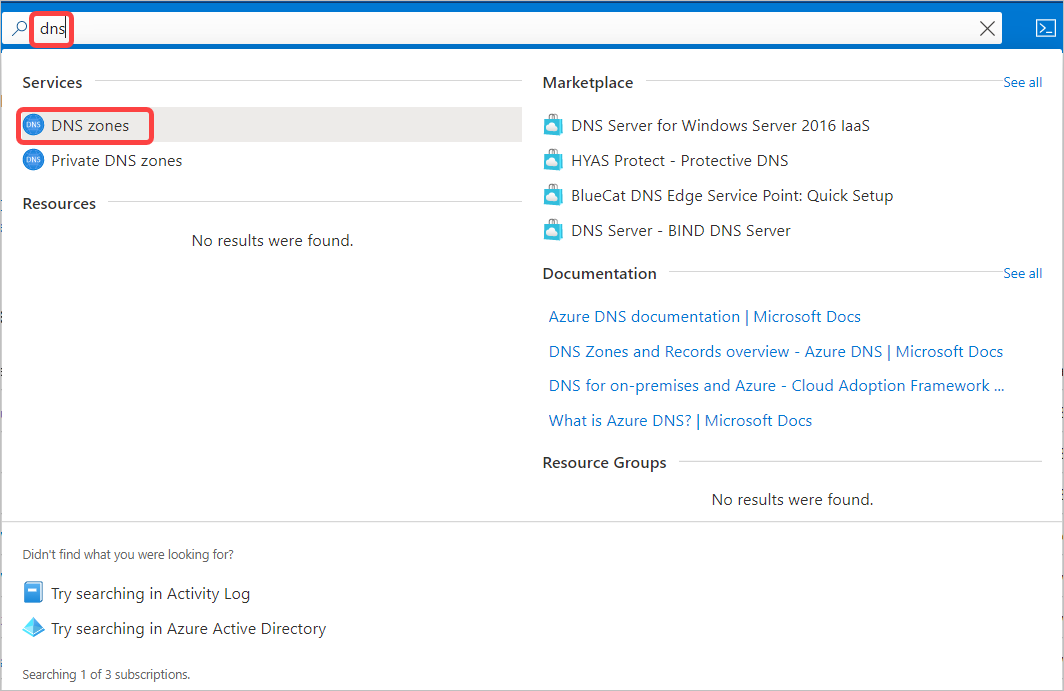 dns
Services
DNS DNS zones
DNS Private DNS zones
Resources
No results were found.
Marketplace See all
DNS Server for Windows Server 2016 IaaS
HYAS Protect - Protective DNS
BlueCat DNS Edge Service Point: Quick Setup
DNS Server - BIND DNS Server
Documentation See all
Azure DNS documentation | Microsoft Docs
DNS Zones and Records overview - Azure DNS | Microsoft Docs
DNS for on-premises and Azure - Cloud Adoption Framework ...
What is Azure DNS? | Microsoft Docs
Resource Groups
No results were found.
Didn't find what you were looking for?
Try searching in Activity Log
Try searching in Azure Active Directory
Searching 1 of 3 subscriptions.